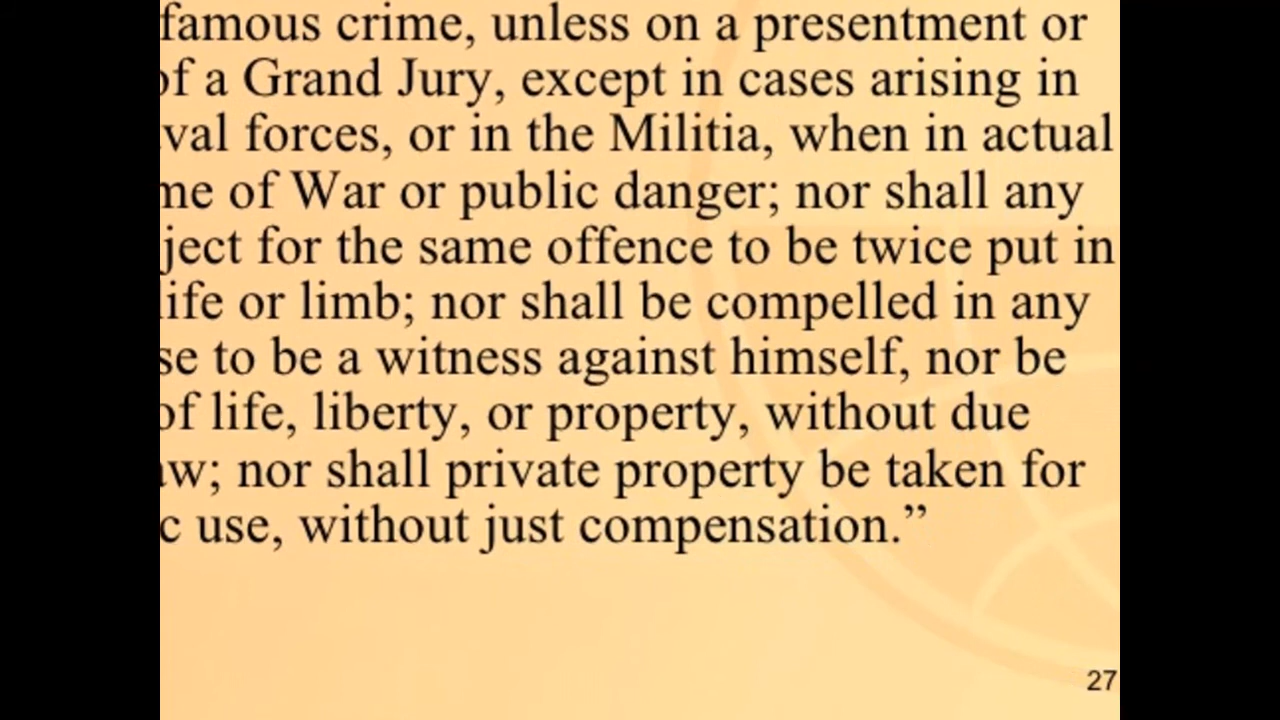 famous crime, unless on a presentment or
of a Grand Jury, except in cases arising in
val forces, or in the Militia, when in actual
me of War or public danger; nor shall any
ject for the same offence to be twice put in
life or limb; nor shall be compelled in any
se to be a witness against himself, nor be
of life, liberty, or property, without due
aw; nor shall private property be taken for
c use, without just compensation.”
27